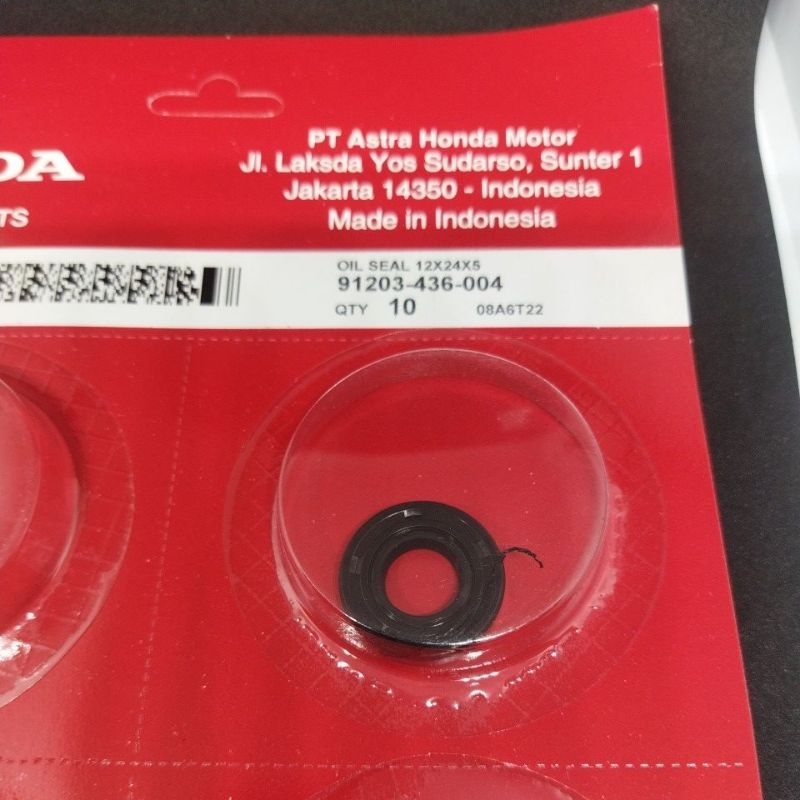 DA
TS
PT Astra Honda Motor
Jl. Laksda Yos Sudarso, Sunter 1
Jakarta 14350 - Indonesia
Made in Indonesia
OIL SEAL 12X24X5
91203-436-004
QTY 10 08A6T22